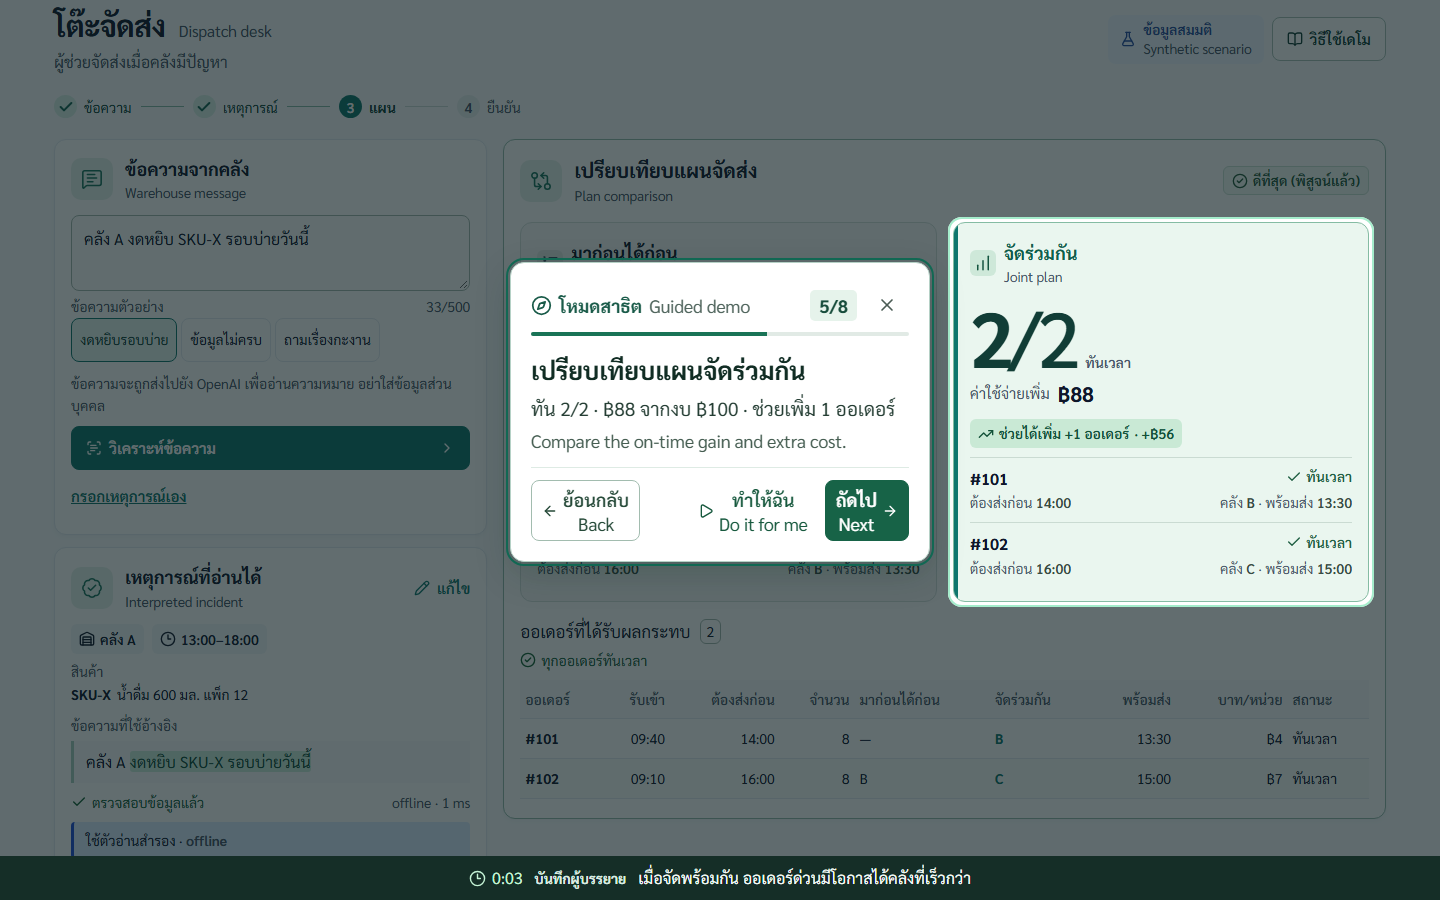 โต๊ะจัดส่ง Dispatch desk
ผู้ช่วยจัดส่งเมื่อคลังมีปัญหา
ข้อมูลสมมติ
Synthetic scenario
วิธีใช้เดโม
ข้อความ
เหตุการณ์
3 แผน
4 ยืนยัน
ข้อความจากคลัง
Warehouse message
คลัง A งดหยิบ SKU-X รอบบ่ายวันนี้
ข้อความตัวอย่าง 33/500
งดหยิบรอบบ่าย ข้อมูลไม่ครบ ถามเรื่องกะงาน
ข้อความจะถูกส่งไปยัง OpenAI เพื่ออ่านความหมาย อย่าใส่ข้อมูลส่วน
บุคคล
วิเคราะห์ข้อความ
กรอกเหตุการณ์เอง
เหตุการณ์ที่อ่านได้
Interpreted incident
แก้ไข
คลัง A 13:00–18:00
สินค้า
SKU-X น้ำดื่ม 600 มล. แพ็ก 12
ข้อความที่ใช้อ้างอิง
คลัง A งดหยิบ SKU-X รอบบ่ายวันนี้
ตรวจสอบข้อมูลแล้ว offline · 1 ms
ใช้ตัวอ่านสำรอง · offline
เปรียบเทียบแผนจัดส่ง
Plan comparison
ดีที่สุด (พิสูจน์แล้ว)
มาก่อนได้ก่อน
โหมดสาธิต Guided demo 5/8
เปรียบเทียบแผนจัดร่วมกัน
ทัน 2/2 · ฿88 จากงบ ฿100 · ช่วยเพิ่ม 1 ออเดอร์
Compare the on-time gain and extra cost.
ย้อนกลับ
Back
ทำให้ฉัน
Do it for me
ถัดไป
Next
ต้องส่งก่อน 16:00 คลัง B · พร้อมส่ง 13:30
จัดร่วมกัน
Joint plan
2/2 ทันเวลา
ค่าใช้จ่ายเพิ่ม ฿88
ช่วยได้เพิ่ม +1 ออเดอร์ · +฿56
#101 ทันเวลา
ต้องส่งก่อน 14:00 คลัง B · พร้อมส่ง 13:30
#102 ทันเวลา
ต้องส่งก่อน 16:00 คลัง C · พร้อมส่ง 15:00
ออเดอร์ที่ได้รับผลกระทบ 2
ทุกออเดอร์ทันเวลา
ออเดอร์ รับเข้า ต้องส่งก่อน จำนวน มาก่อนได้ก่อน จัดร่วมกัน พร้อมส่ง บาท/หน่วย สถานะ
#101 09:40 14:00 8 — B 13:30 ฿4 ทันเวลา
#102 09:10 16:00 8 B C 15:00 ฿7 ทันเวลา
0:03 บันทึกผู้บรรยาย เมื่อจัดพร้อมกัน ออเดอร์ด่วนมีโอกาสได้คลังที่เร็วกว่า